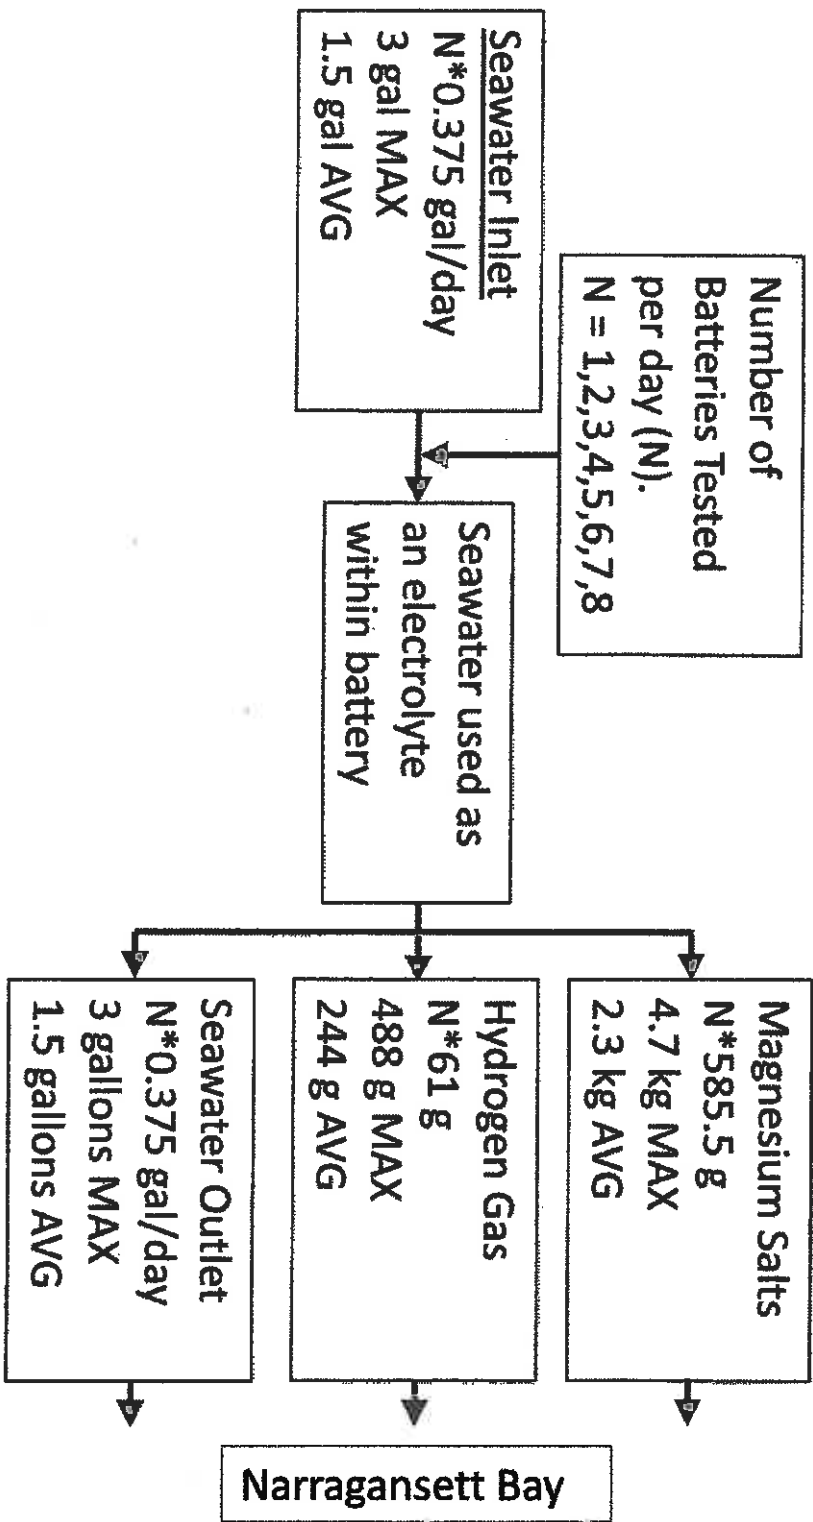 Number of
Batteries Tested
per day (N).
N = 1,2,3,4,5,6,7,8
Seawater Inlet
N*0.375 gal/day
3 gal MAX
1.5 gal AVG
Seawater used as
an electrolyte
within battery
Magnesium Salts
N*585.5 g
4.7 kg MAX
2.3 kg AVG
Hydrogen Gas
N*61 g
488 g MAX
244 g AVG
Seawater Outlet
N*0.375 gal/day
3 gallons MAX
1.5 gallons AVG
Narragansett Bay